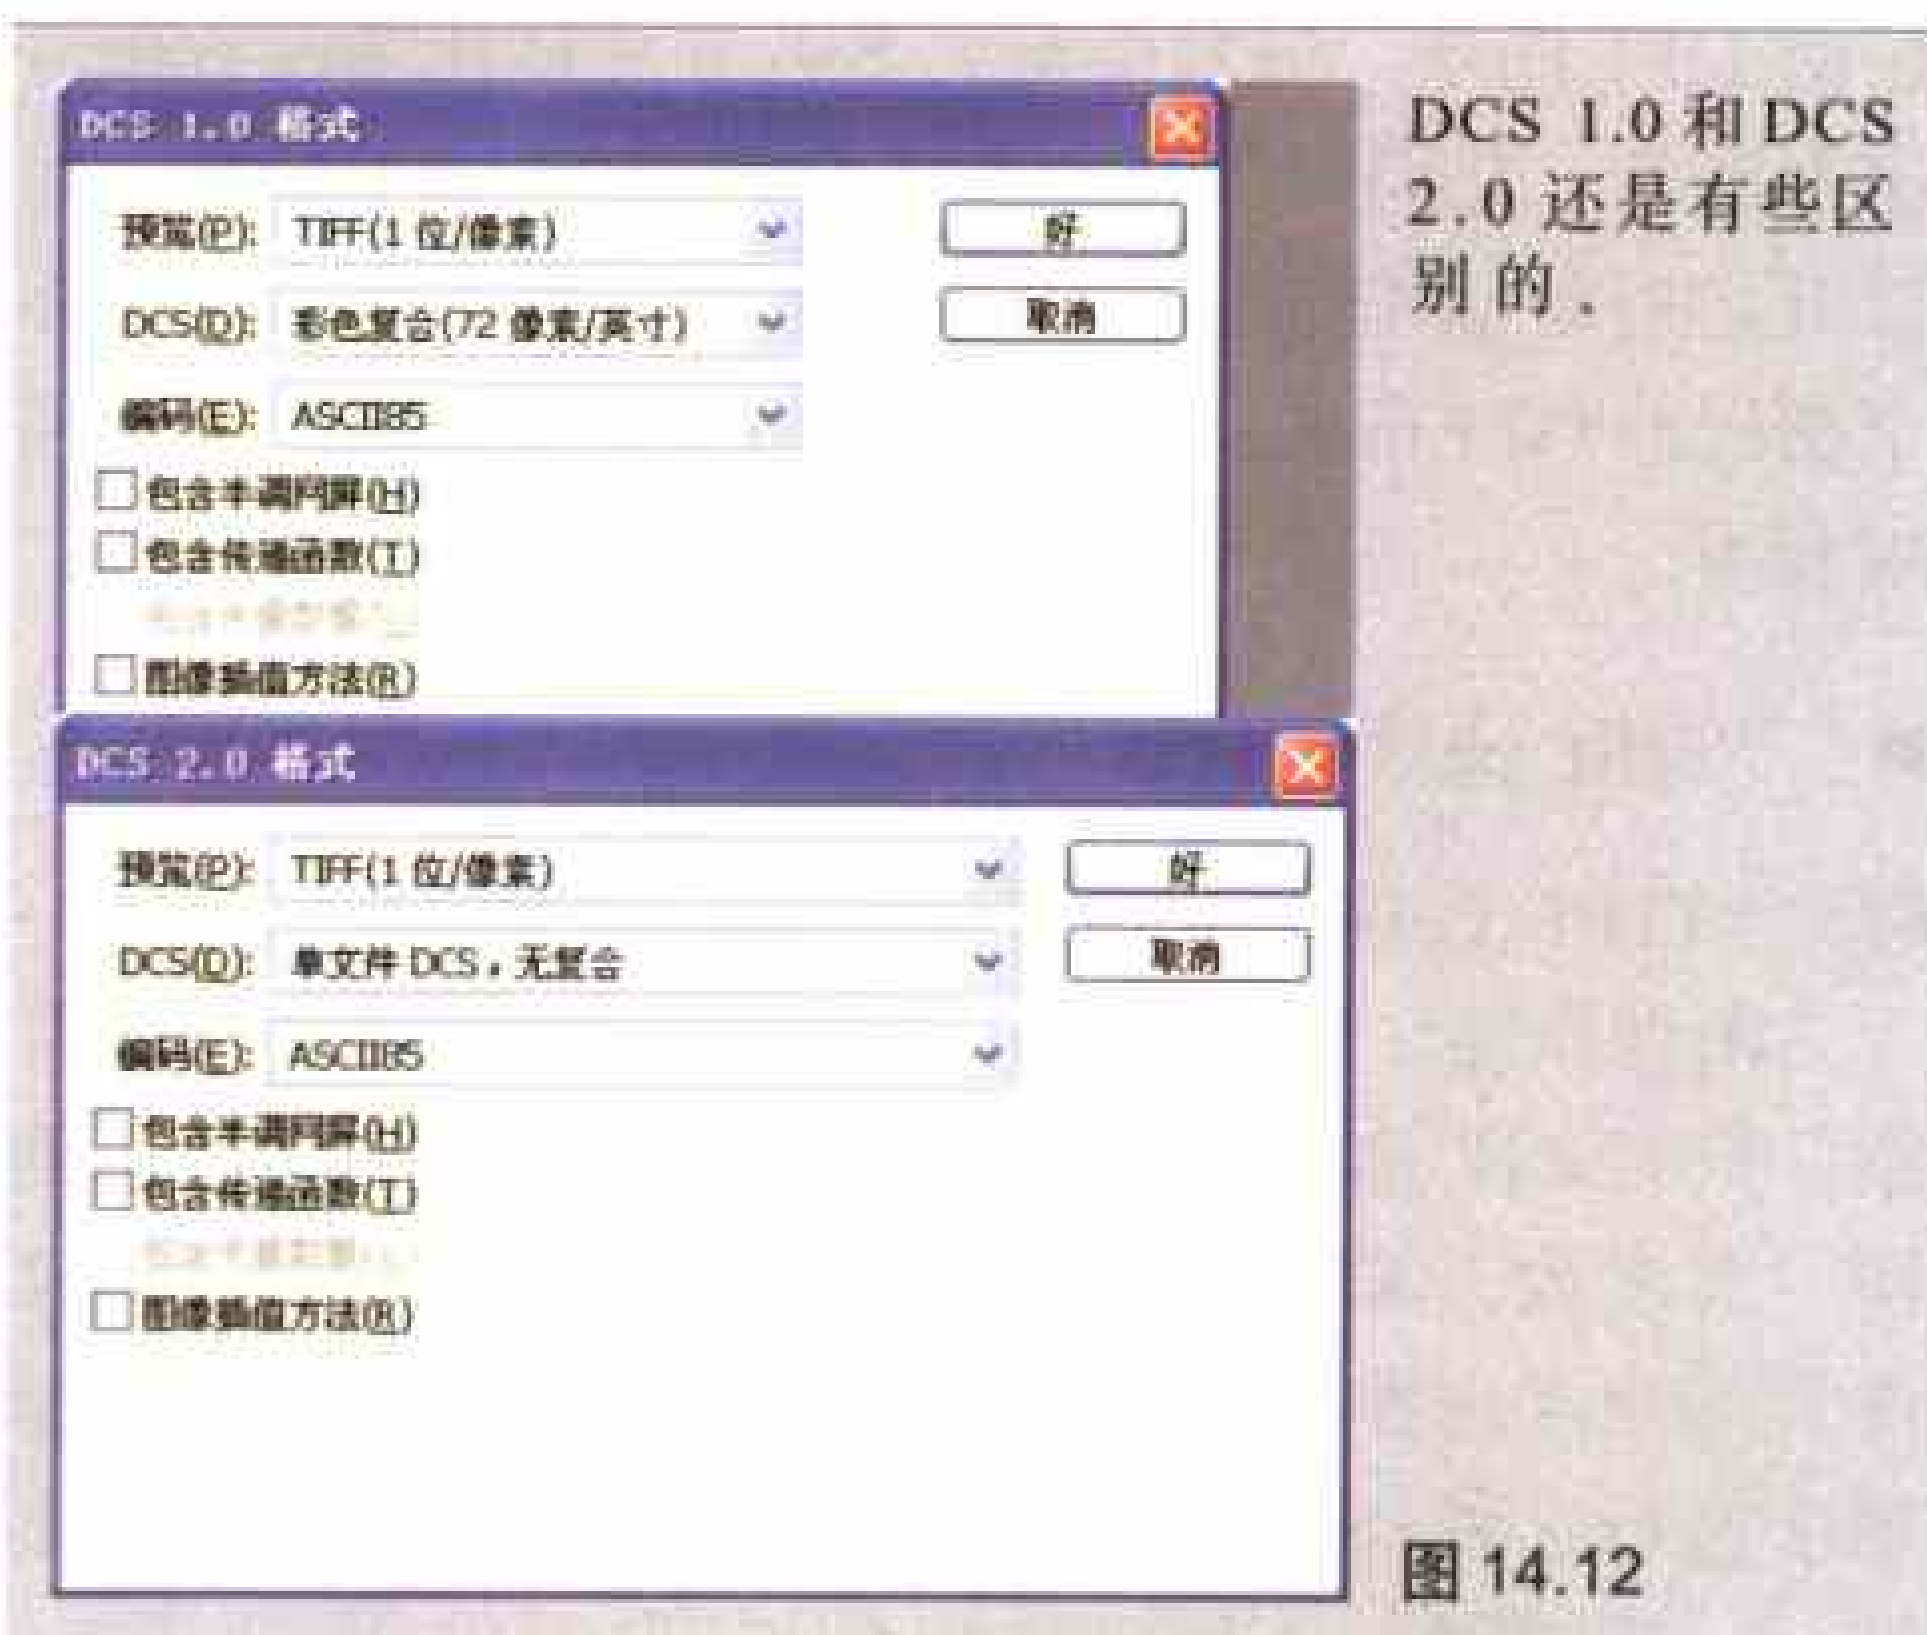 DCS 1.0 格式
预览(P): TIFF(1 位/像素)
好
DCS(D): 彩色复合(72 像素/英寸)
取消
编码(E): ASCII85
包含半调网屏(H)
包含传递函数(T)
图像插值方法(R)
DCS 2.0 格式
预览(P): TIFF(1 位/像素)
好
DCS(D): 单文件 DCS，无复合
取消
编码(E): ASCII85
包含半调网屏(H)
包含传递函数(T)
图像插值方法(R)
DCS 1.0 和 DCS
2.0 还是有些区
别的.
图 14.12